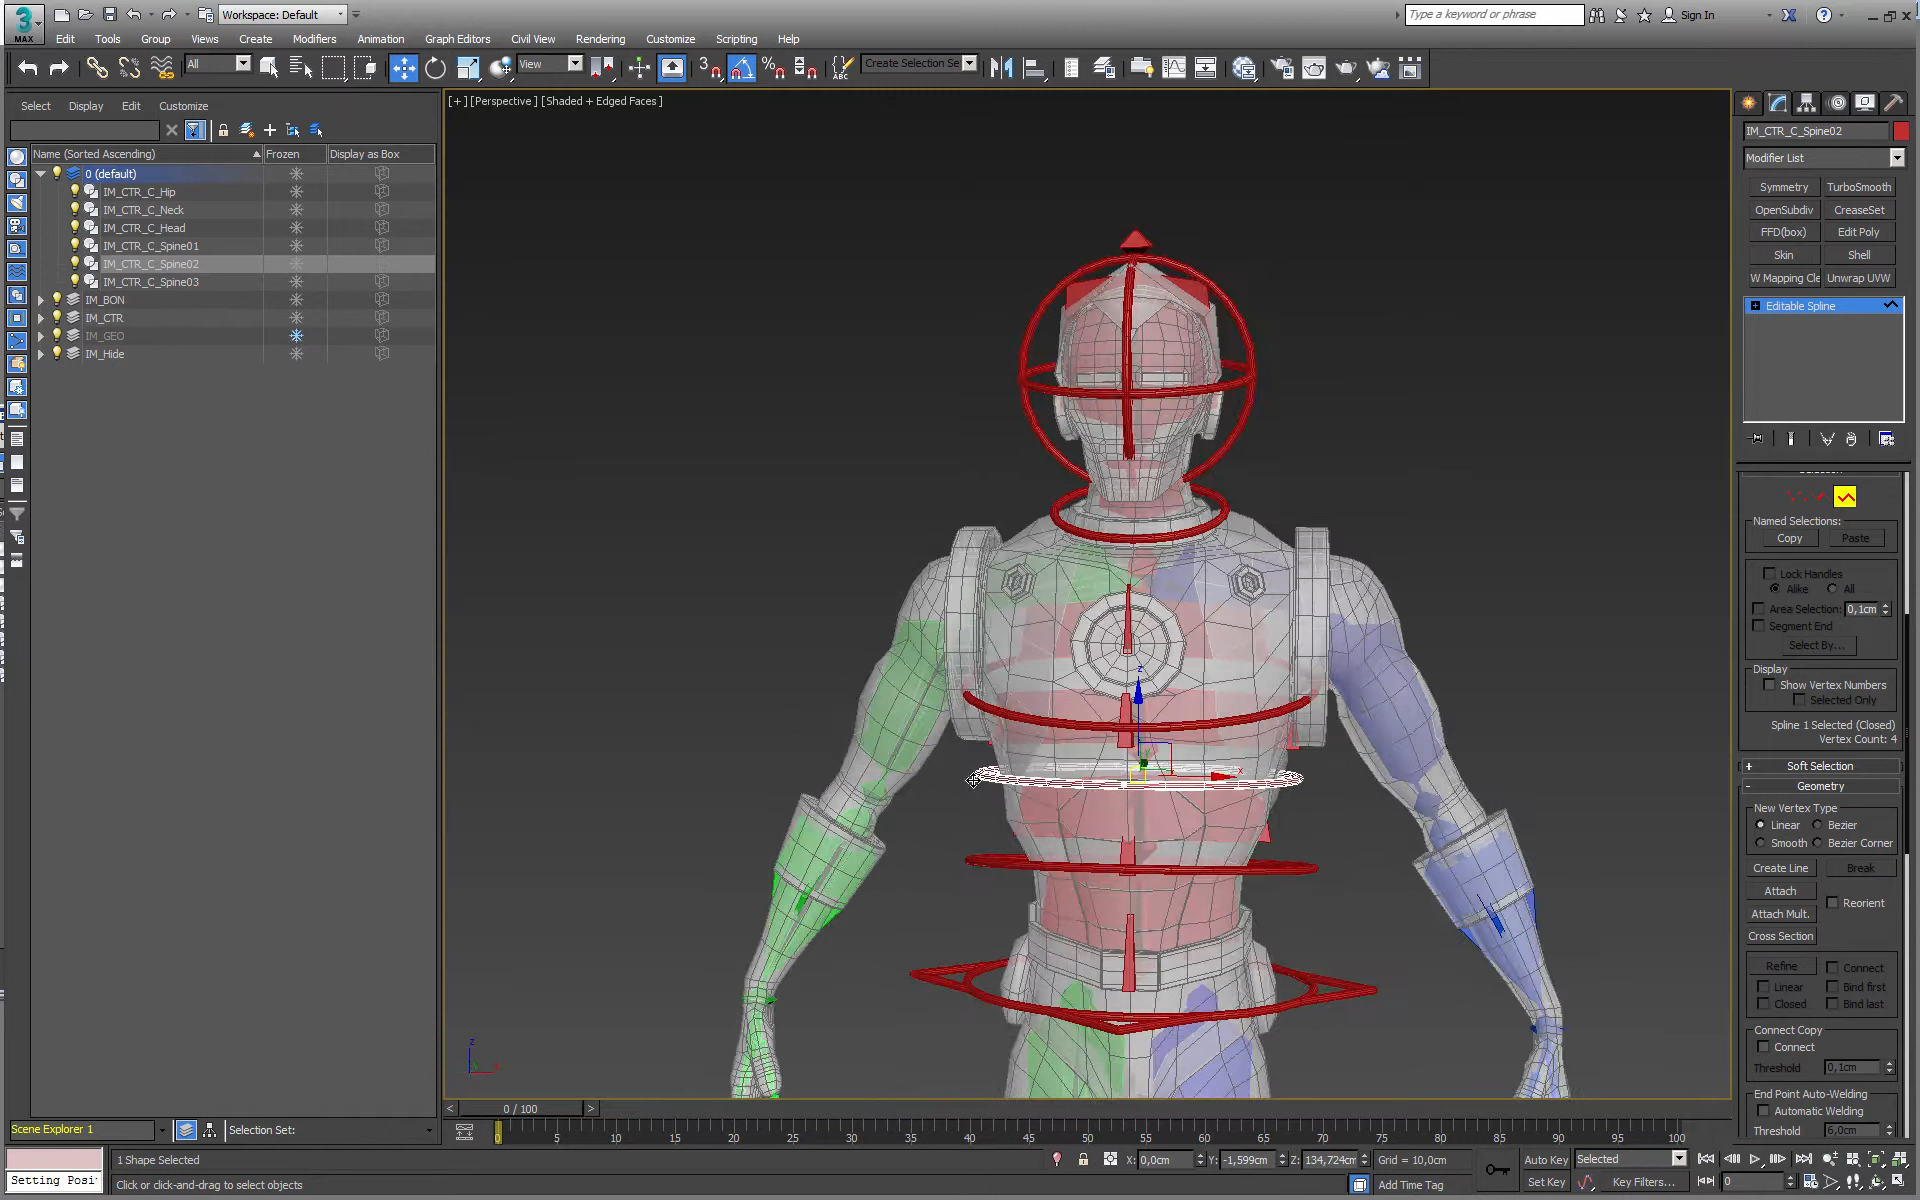 3
MAX
Workspace: Default
Type a keyword or phrase
Sign In
Edit
Tools
Group
Views
Create
Modifiers
Animation
Graph Editors
Civil View
Rendering
Customize
Scripting
Help
All
View
3
%
ABC
Create Selection Se
Select
Display
Edit
Customize
Name (Sorted Ascending)
Frozen
Display as Box
0 (default)
IM_CTR_C_Hip
IM_CTR_C_Neck
IM_CTR_C_Head
IM_CTR_C_Spine01
IM_CTR_C_Spine02
IM_CTR_C_Spine03
IM_BON
IM_CTR
IM_GEO
IM_Hide
[+] [Perspective] [Shaded + Edged Faces]
z
x
z
IM_CTR_C_Spine02
Modifier List
Symmetry
TurboSmooth
OpenSubdiv
CreaseSet
FFD(box)
Edit Poly
Skin
Shell
W Mapping Cle
Unwrap UVW
Editable Spline
Named Selections:
Copy
Paste
Lock Handles
Alike
All
Area Selection:
0,1cm
Segment End
Select By...
Display
Show Vertex Numbers
Selected Only
Spline 1 Selected (Closed)
Vertex Count: 4
+ Soft Selection
- Geometry
New Vertex Type
Linear
Bezier
Smooth
Bezier Corner
Create Line
Break
Attach
Reorient
Attach Mult.
Cross Section
Refine
Connect
Linear
Bind first
Closed
Bind last
Connect Copy
Connect
Threshold
0,1cm
End Point Auto-Welding
Automatic Welding
Threshold
6,0cm
<
0 / 100
>
0 5 10 15 20 25 30 35 40 45 50 55 60 65 70 75 80 85 90 95 100
Scene Explorer 1
Selection Set:
1 Shape Selected
X: 0,0cm
Y: -1,599cm
Z: 134,724cm
Grid = 10,0cm
Auto Key
Selected
Setting Posi
Click or click-and-drag to select objects
Add Time Tag
Set Key
Key Filters...
0